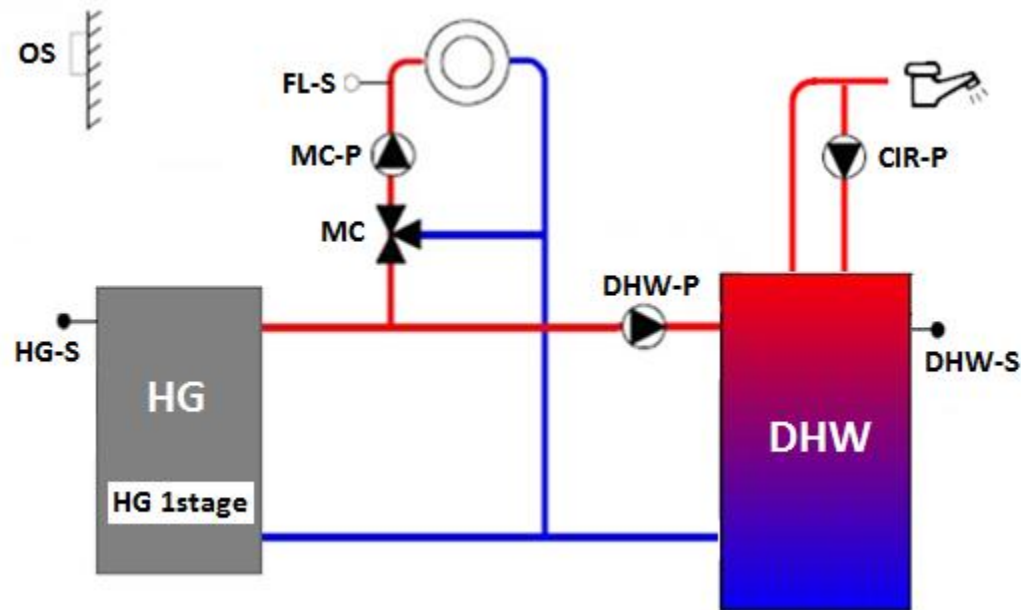 OS
FL-S
MC-P
CIR-P
MC
DHW-P
HG-S
DHW-S
HG
DHW
HG 1stage